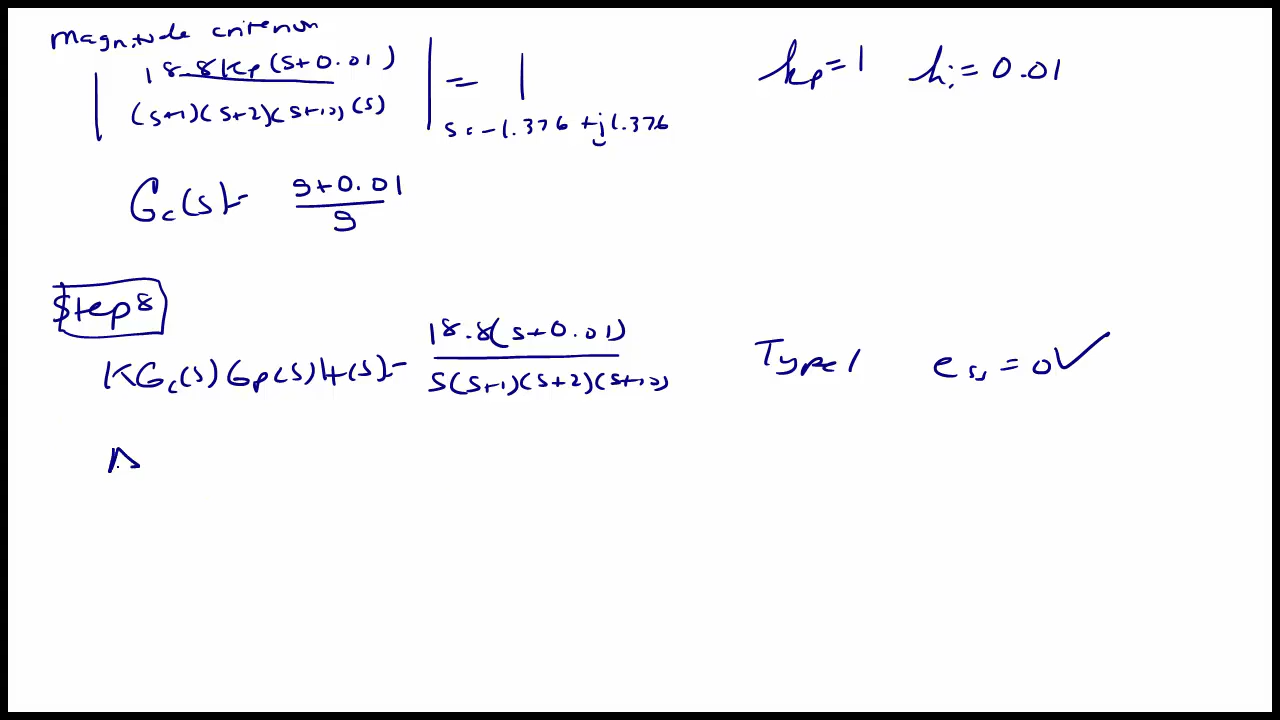 Magnitude criterion
| 18.8kp(s+0.01) / (s+1)(s+2)(s+10)(s) | = 1 s=-1.376+j1.376
kp=1 ki=0.01
Gc(s)= s+0.01 / s
Step 8
KGc(s)Gp(s)H(s)= 18.8(s+0.01) / s(s+1)(s+2)(s+10) Type 1 ess=0✓